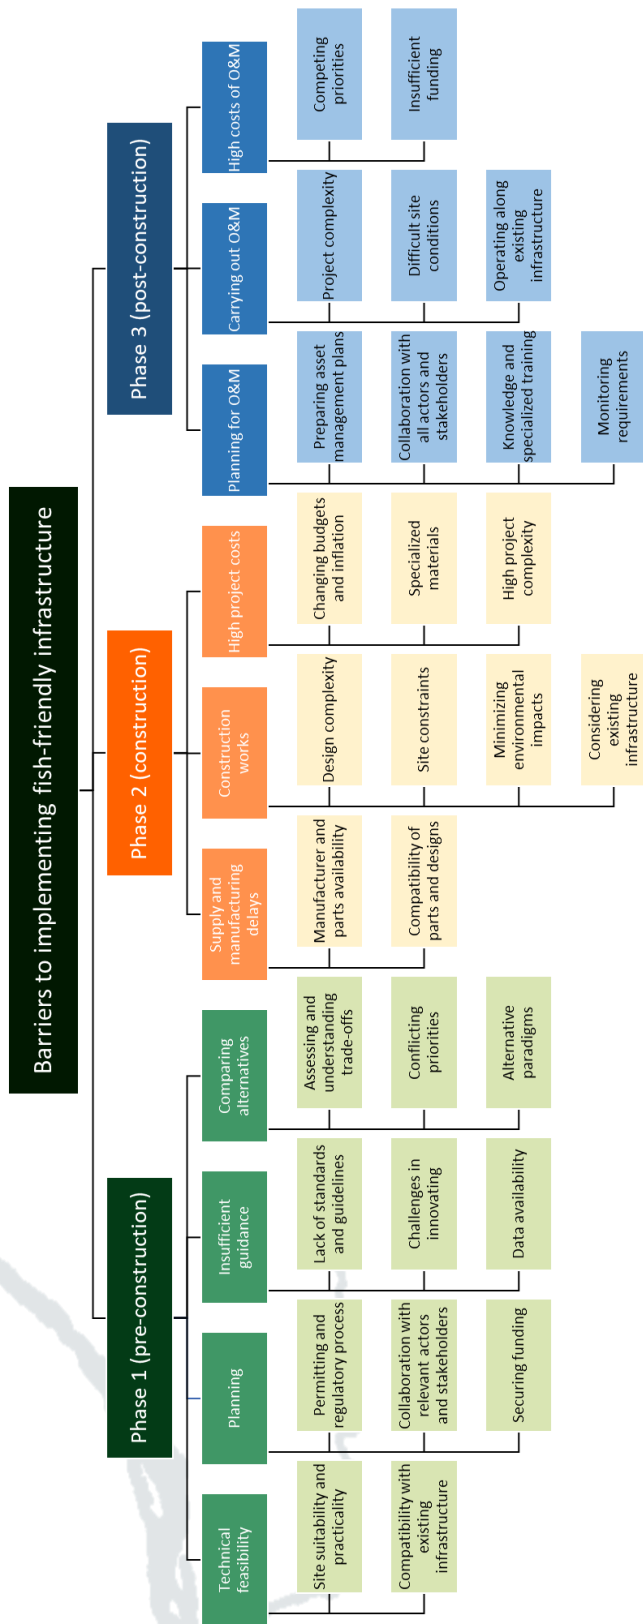 Barriers to implementing fish-friendly infrastructure
Phase 1 (pre-construction)
Technical
feasibility
Site suitability and
practicality
Compatibility with
existing
infrastructure
Planning
Permitting and
regulatory process
Collaboration with
relevant actors
and stakeholders
Securing funding
Insufficient
guidance
Lack of standards
and guidelines
Challenges in
innovating
Data availability
Comparing
alternatives
Assessing and
understanding
trade-offs
Conflicting
priorities
Alternative
paradigms
Phase 2 (construction)
Supply and
manufacturing
delays
Manufacturer and
parts availability
Compatibility of
parts and designs
Construction
works
Design complexity
Site constraints
Minimizing
environmental
impacts
Considering
existing
infrastructure
High project costs
Changing budgets
and inflation
Specialized
materials
High project
complexity
Phase 3 (post-construction)
Planning for O&M
Preparing asset
management plans
Collaboration with
all actors and
stakeholders
Knowledge and
specialized training
Monitoring
requirements
Carrying out O&M
Project complexity
Difficult site
conditions
Operating along
existing
infrastructure
High costs of O&M
Competing
priorities
Insufficient
funding